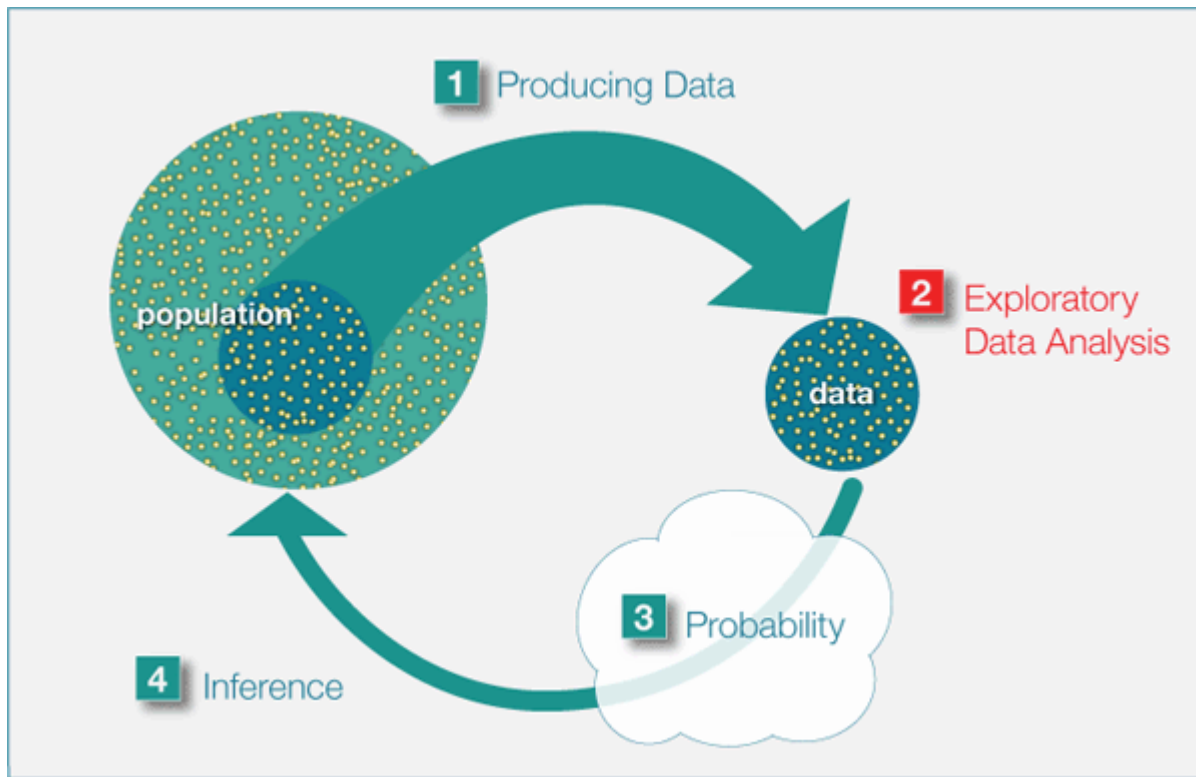 1 Producing Data
population
2 Exploratory
Data Analysis
data
3 Probability
4 Inference